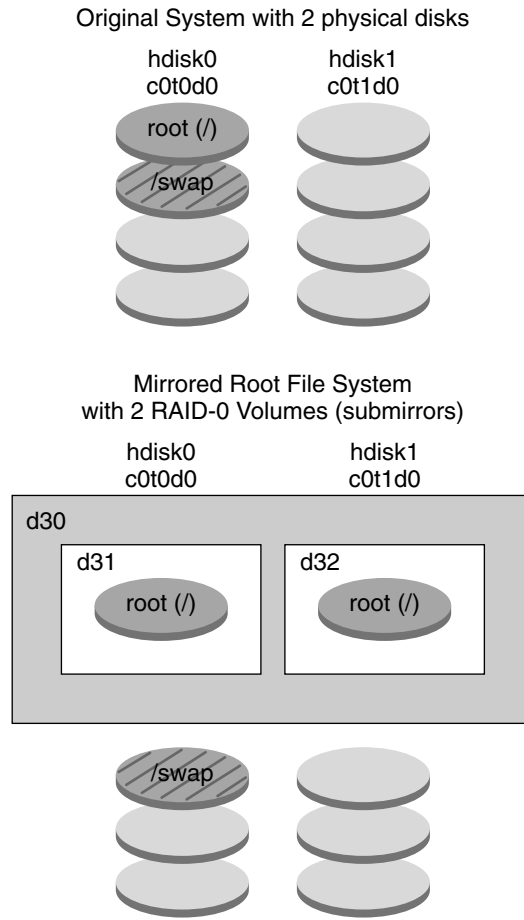 Original System with 2 physical disks
hdisk0 hdisk1
c0t0d0 c0t1d0
root (/)
/swap
Mirrored Root File System
with 2 RAID-0 Volumes (submirrors)
hdisk0 hdisk1
c0t0d0 c0t1d0
d30
d31 d32
root (/) root (/)
/swap